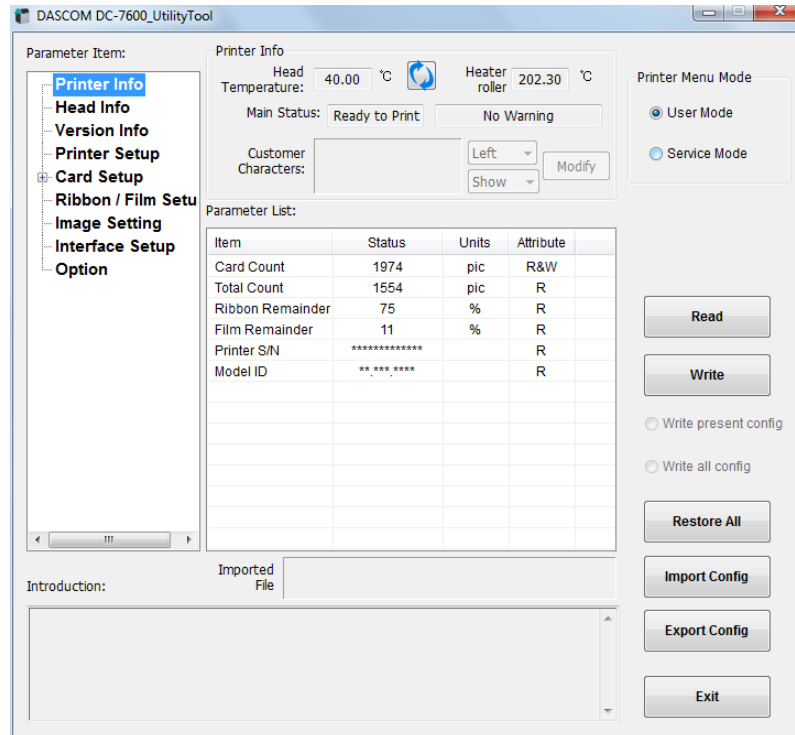 DASCOM DC-7600_UtilityTool
Parameter Item:
Printer Info
Head Info
Version Info
Printer Setup
Card Setup
Ribbon / Film Setu
Image Setting
Interface Setup
Option
Printer Info
Head Temperature: 40.00 ℃ Heater roller 202.30 ℃
Main Status: Ready to Print No Warning
Customer Characters: Left Show Modify
Printer Menu Mode
User Mode
Service Mode
Parameter List:
Item Status Units Attribute
Card Count 1974 pic R&W
Total Count 1554 pic R
Ribbon Remainder 75 % R
Film Remainder 11 % R
Printer S/N ************* R
Model ID **.***.**** R
Read
Write
Write present config
Write all config
Restore All
Import Config
Export Config
Exit
Imported File
Introduction: